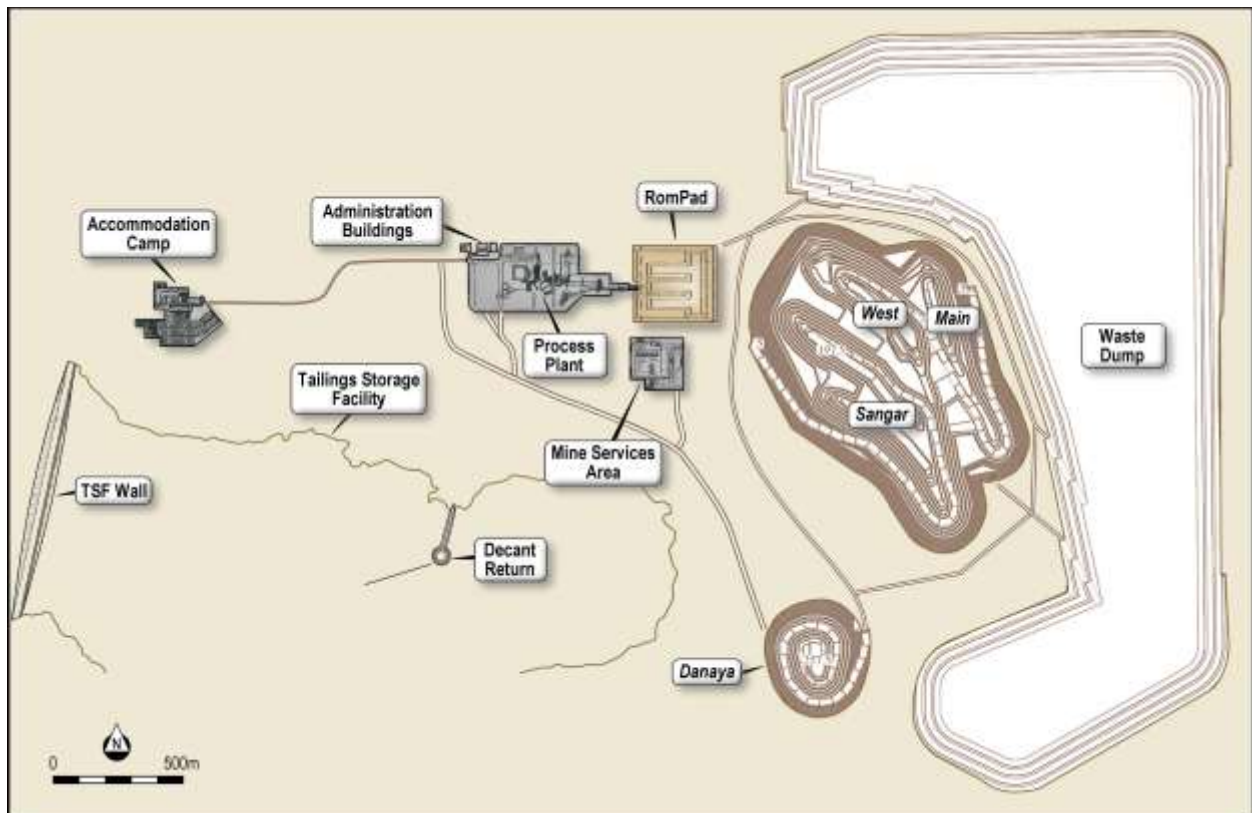 RomPad
Administration
Buildings
Accommodation
Camp
West
Main
Process
Plant
Waste
Dump
Tailings Storage
Facility
Sangar
Mine Services
Area
TSF Wall
Decant
Return
Danaya
N
0
500m